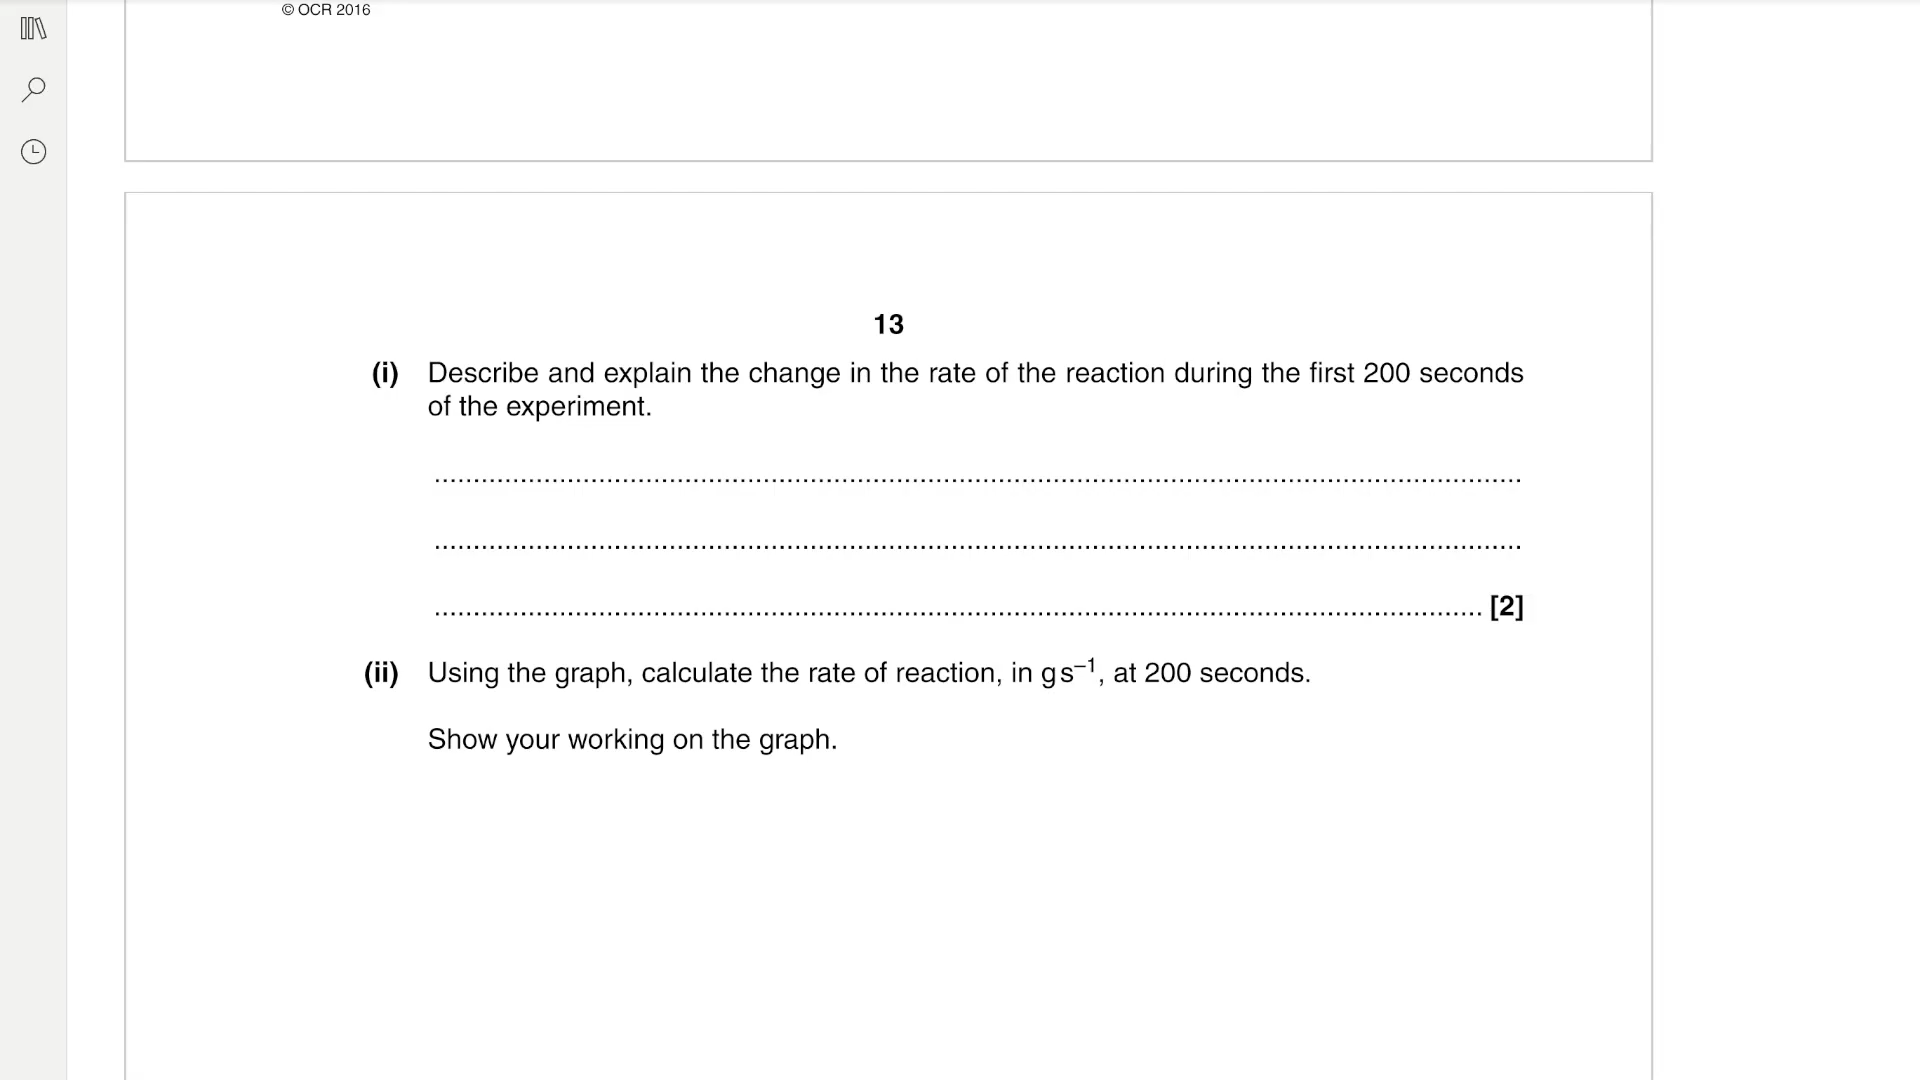 © OCR 2016
13
(i) Describe and explain the change in the rate of the reaction during the first 200 seconds
of the experiment.
................................................................................................................................................
................................................................................................................................................
........................................................................................................................................... [2]
(ii) Using the graph, calculate the rate of reaction, in g s⁻¹, at 200 seconds.
Show your working on the graph.